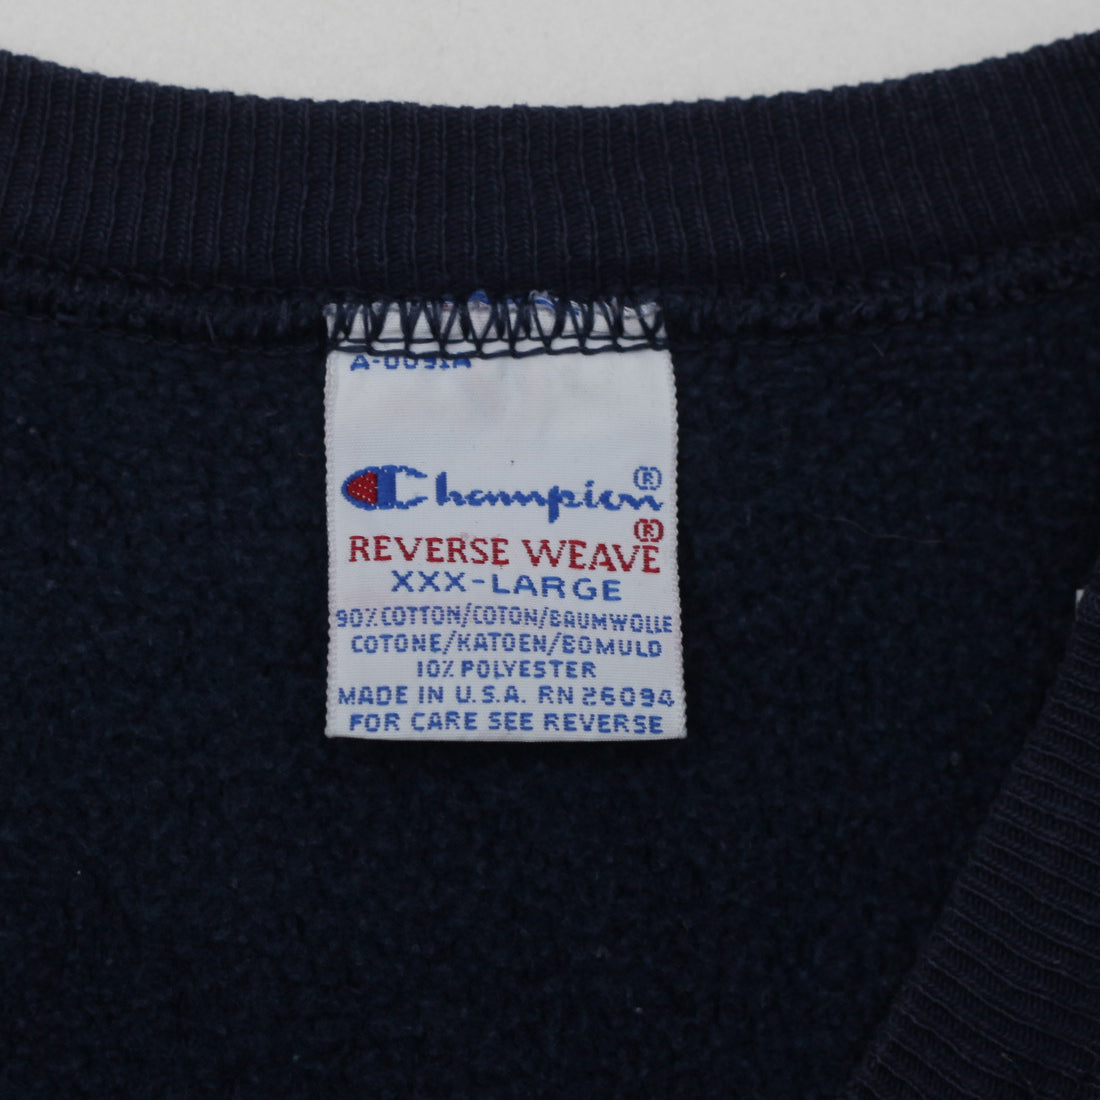 Champion®
REVERSE WEAVE®
XXX-LARGE
90% COTTON/COTON/BAUMWOLLE
COTONE/KATOEN/BOMULD
10% POLYESTER
MADE IN U.S.A. RN 26094
FOR CARE SEE REVERSE